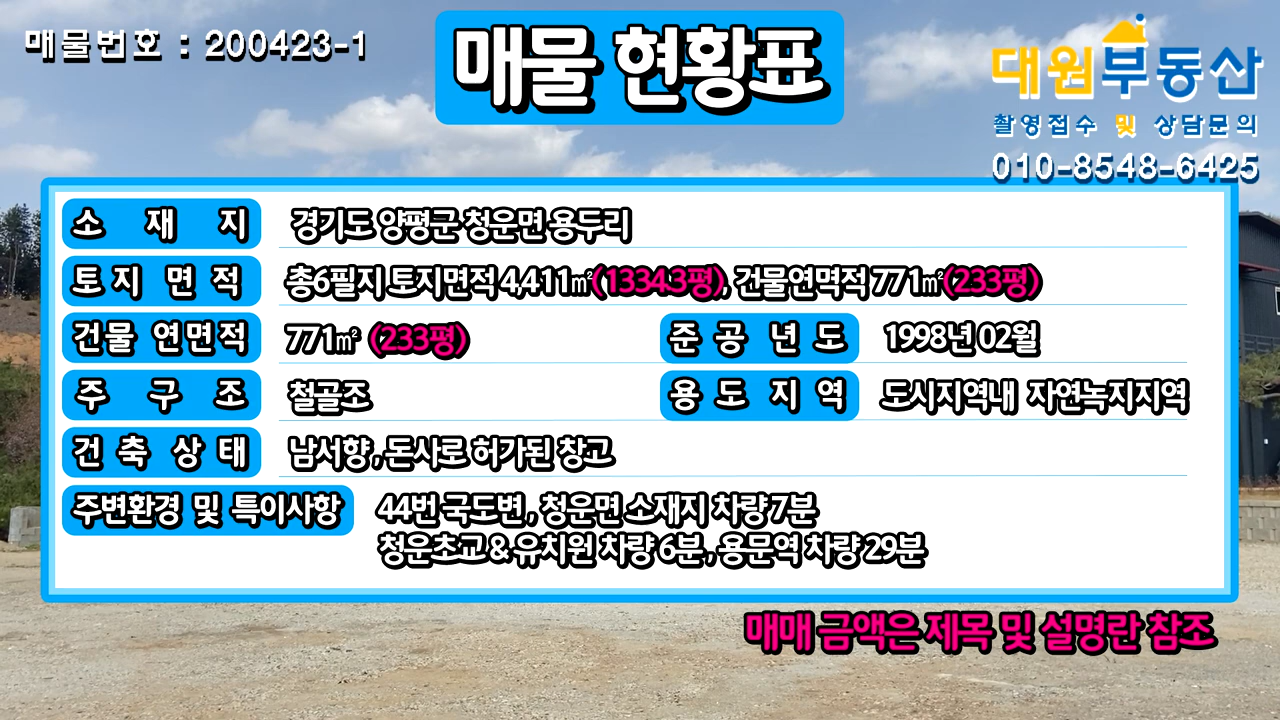 매물번호 : 200423-1
매물 현황표
대원부동산
촬영접수 및 상담문의
010-8548-6425
소재지 경기도 양평군 청운면 용두리
토지 면적 총6필지 토지면적 4,411㎡(1334.3평), 건물연먹적 771㎡(233평)
건물 연면적 771㎡ (233평) 준공 년도 1998년 02월
주구조 철골조 용도 지역 도시지역내 자연녹지지역
건축 상태 남서향, 돈사로 허가된 창고
주변환경 및 특이사항 44번 국도변, 청운면 소재지 차량 7분
청운초교 & 유치원 차량 6분, 용문역 차량 29분
매매 금액은 제목 및 설명란 참조